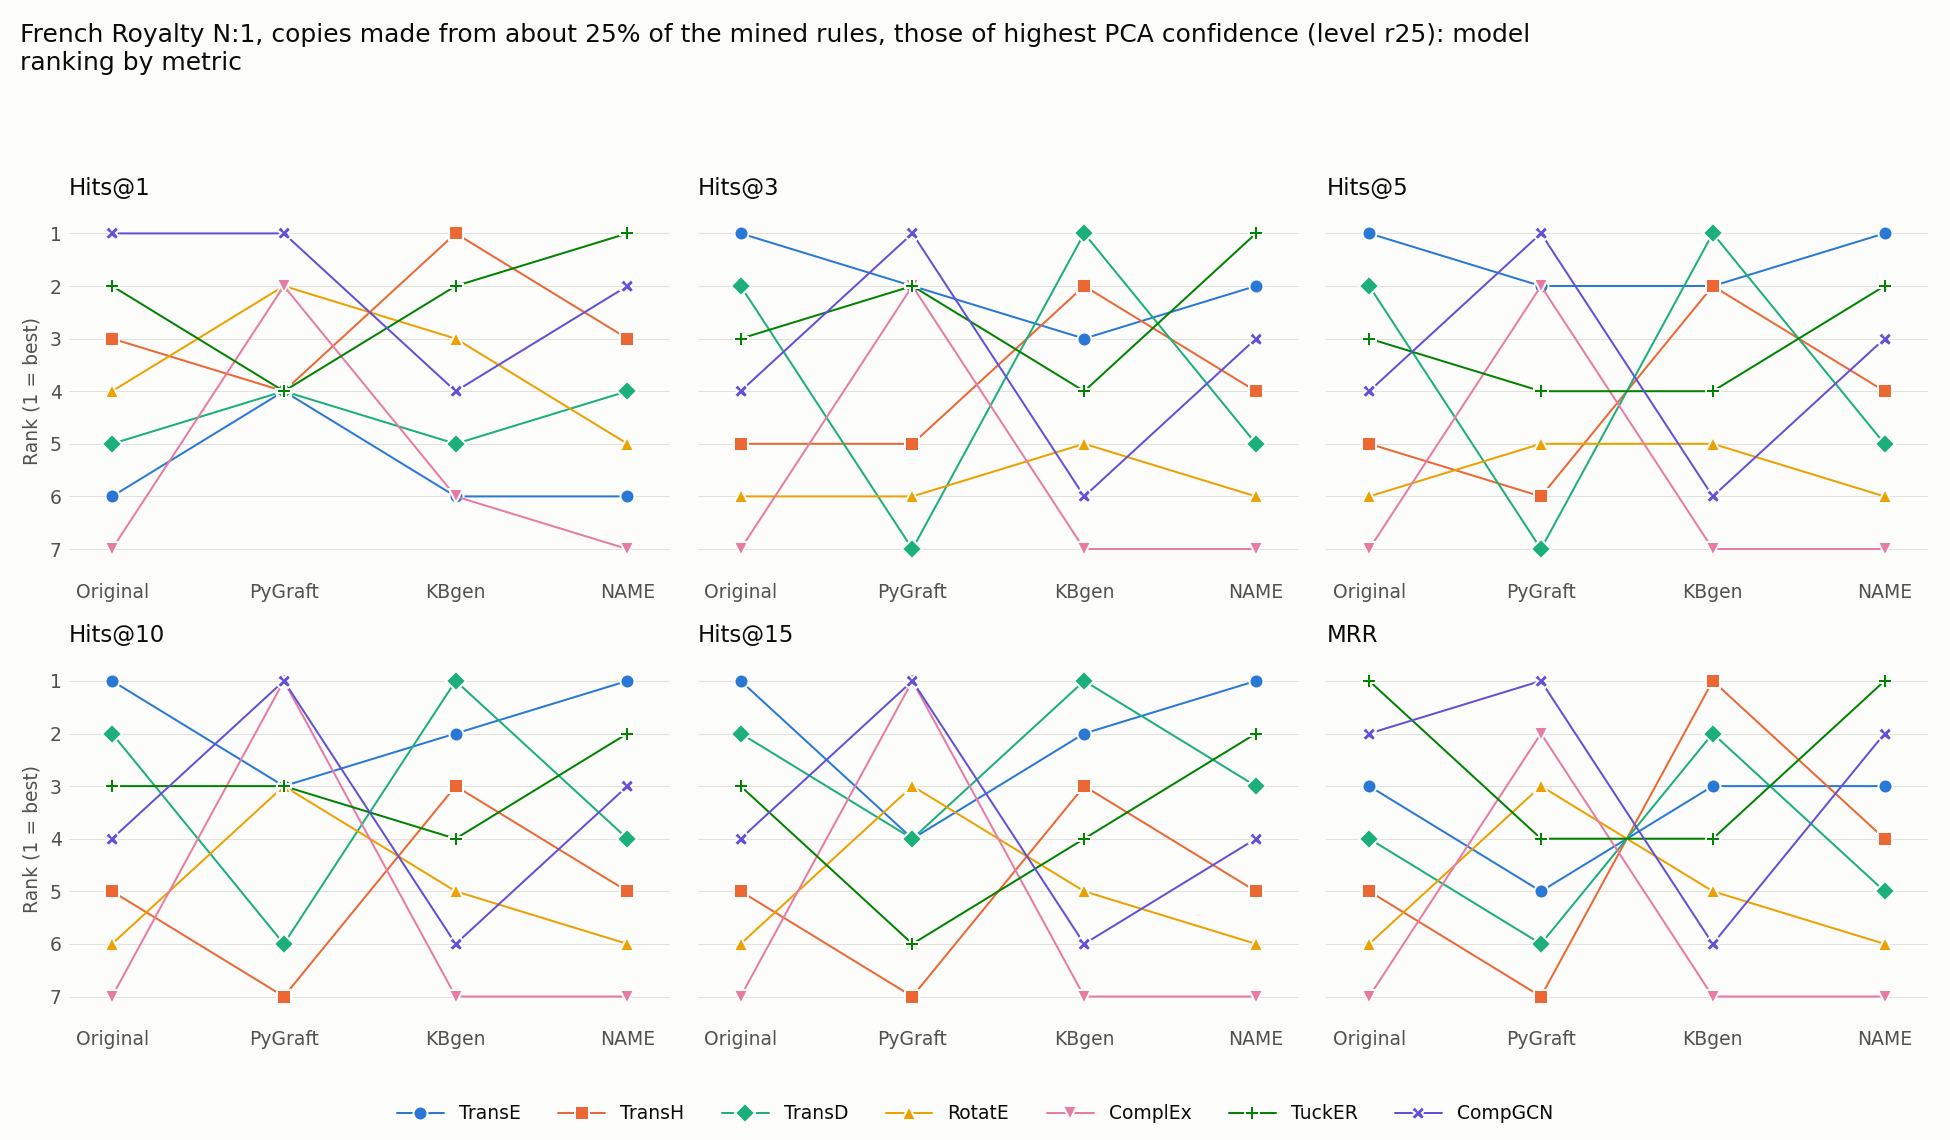 French Royalty N:1, copies made from about 25% of the mined rules, those of highest PCA confidence (level r25): model
ranking by metric
Hits@1
Hits@3
Hits@5
Rank (1 = best)
1
2
3
4
5
6
7
Original PyGraft KBgen NAME
Original PyGraft KBgen NAME
Original PyGraft KBgen NAME
Hits@10
Hits@15
MRR
Rank (1 = best)
1
2
3
4
5
6
7
Original PyGraft KBgen NAME
Original PyGraft KBgen NAME
Original PyGraft KBgen NAME
TransE TransH TransD RotatE ComplEx TuckER CompGCN